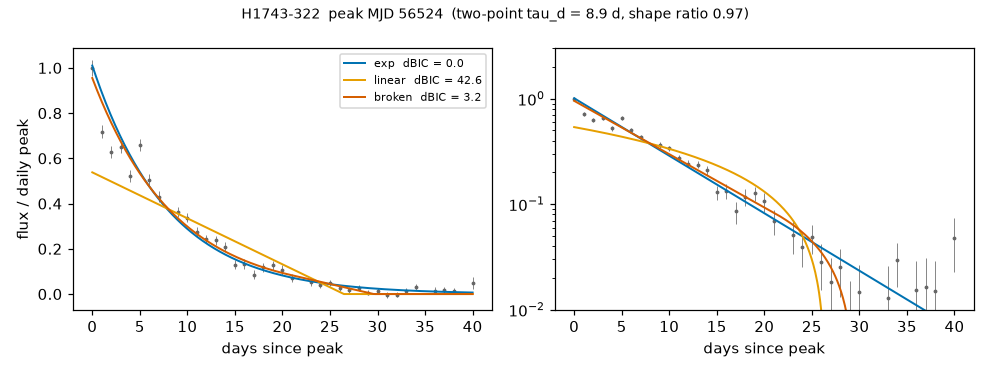 H1743-322  peak MJD 56524  (two-point tau_d = 8.9 d, shape ratio 0.97)
exp  dBIC = 0.0
linear  dBIC = 42.6
broken  dBIC = 3.2
flux / daily peak
1.0
0.8
0.6
0.4
0.2
0.0
0 5 10 15 20 25 30 35 40
days since peak
10⁰
10⁻¹
10⁻²
0 5 10 15 20 25 30 35 40
days since peak